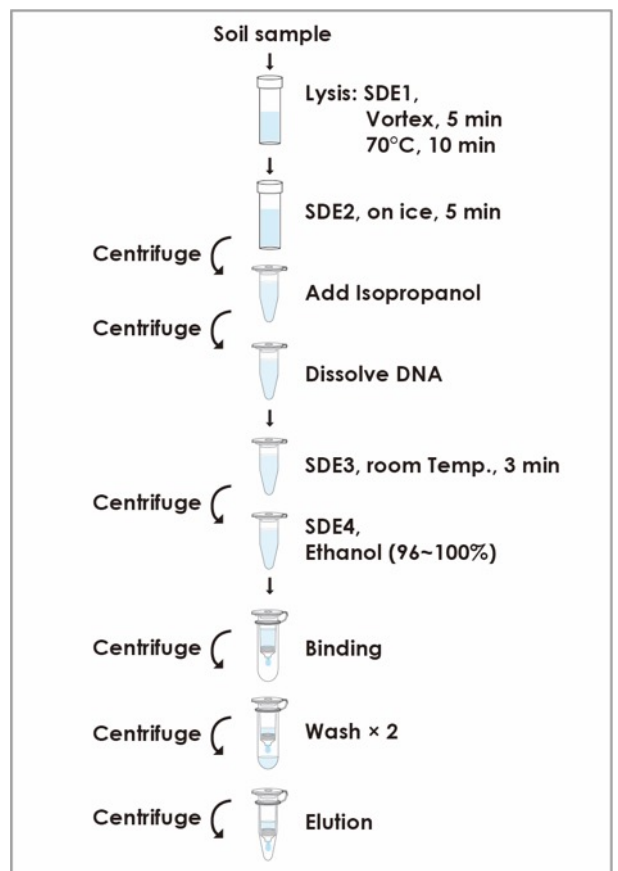 Soil sample
Lysis: SDE1,
Vortex, 5 min
70°C, 10 min
SDE2, on ice, 5 min
Centrifuge
Add Isopropanol
Centrifuge
Dissolve DNA
SDE3, room Temp., 3 min
Centrifuge
SDE4,
Ethanol (96~100%)
Centrifuge
Binding
Centrifuge
Wash × 2
Centrifuge
Elution